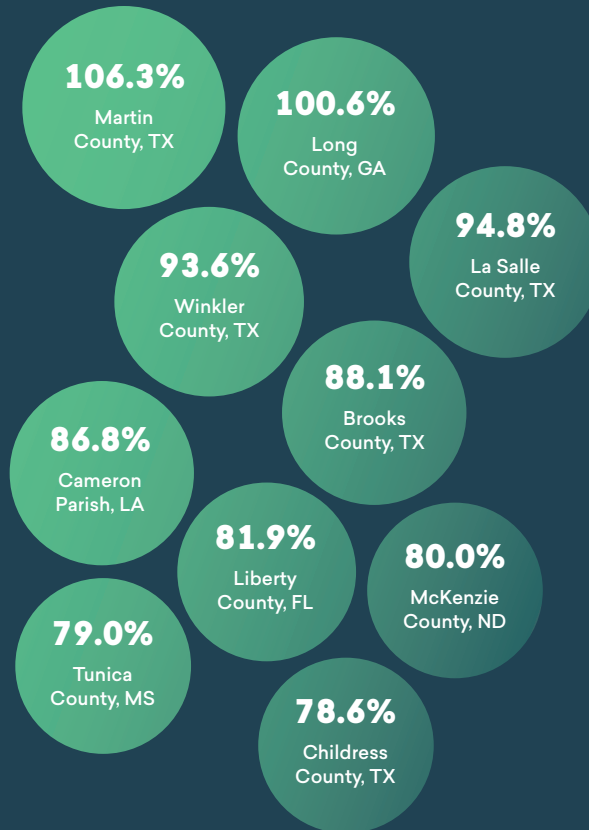 106.3%
Martin
County, TX
100.6%
Long
County, GA
94.8%
La Salle
County, TX
93.6%
Winkler
County, TX
88.1%
Brooks
County, TX
86.8%
Cameron
Parish, LA
81.9%
Liberty
County, FL
80.0%
McKenzie
County, ND
79.0%
Tunica
County, MS
78.6%
Childress
County, TX